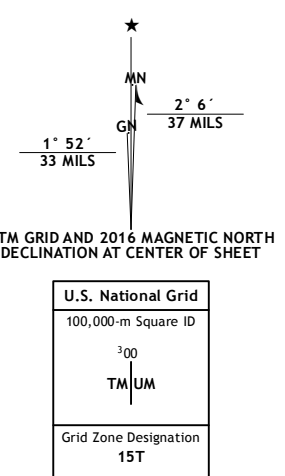 ★
MN
GN
2° 6´
37 MILS
1° 52´
33 MILS
TM GRID AND 2016 MAGNETIC NORTH
DECLINATION AT CENTER OF SHEET
U.S. National Grid
100,000-m Square ID
³00
TM UM
Grid Zone Designation
15T